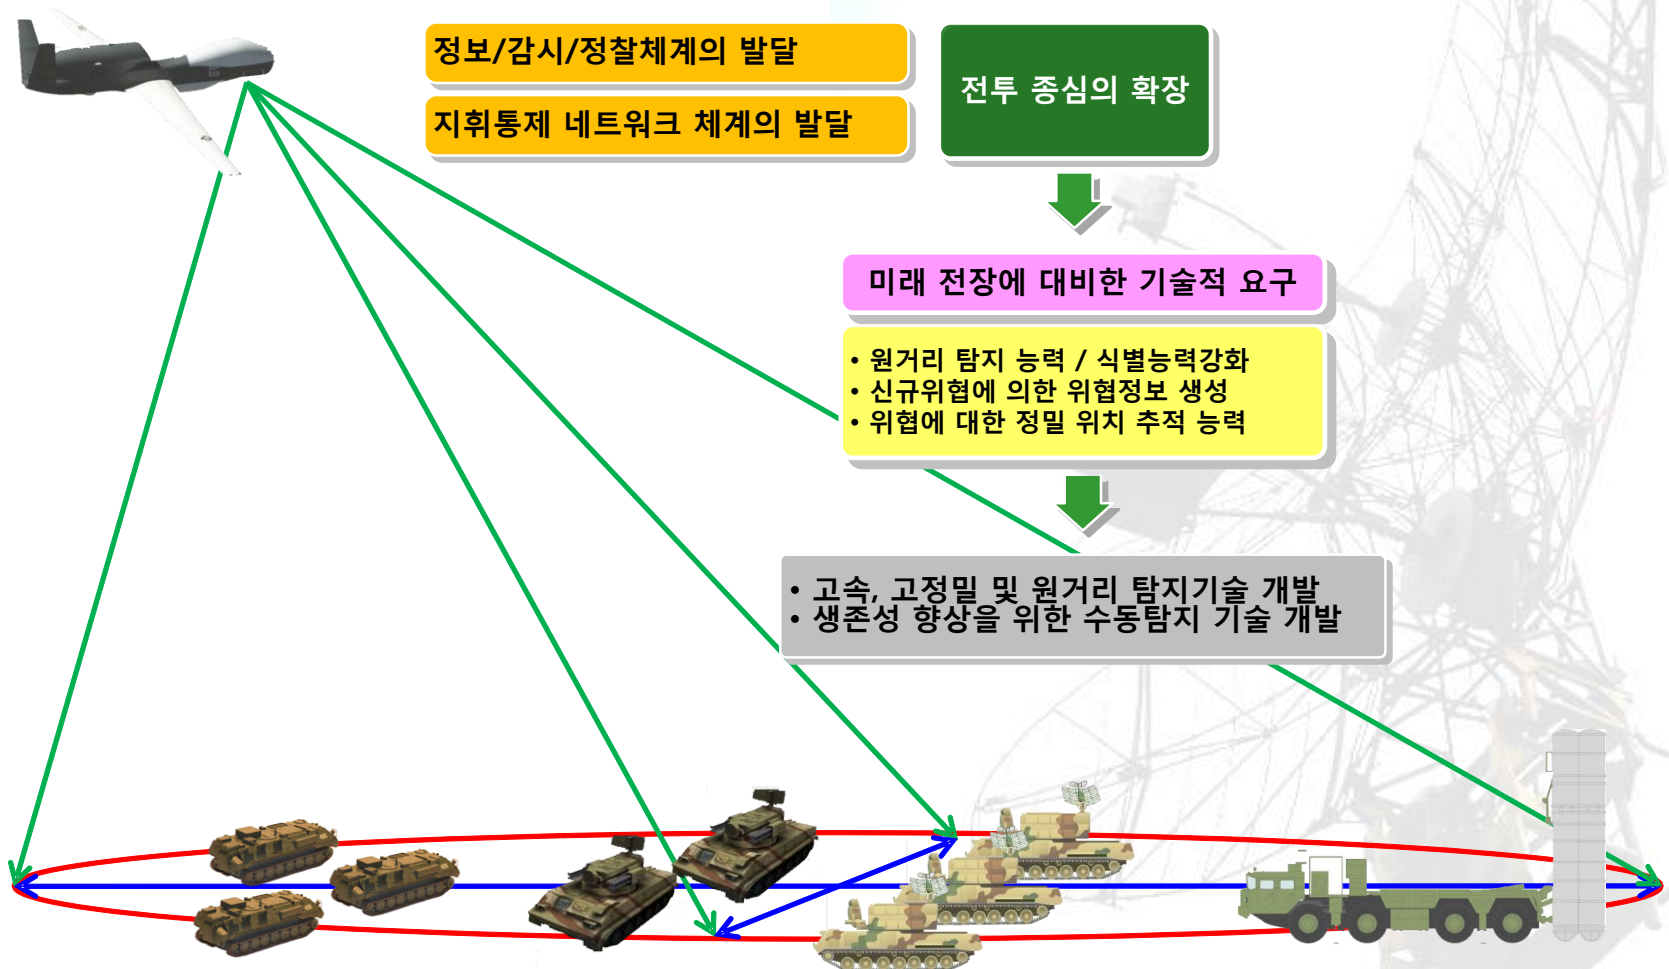 정보/감시/정찰체계의 발달
지휘통제 네트워크 체계의 발달
전투 종심의 확장
미래 전장에 대비한 기술적 요구
• 원거리 탐지 능력 / 식별능력강화
• 신규위협에 의한 위협정보 생성
• 위협에 대한 정밀 위치 추적 능력
• 고속, 고정밀 및 원거리 탐지기술 개발
• 생존성 향상을 위한 수동탐지 기술 개발